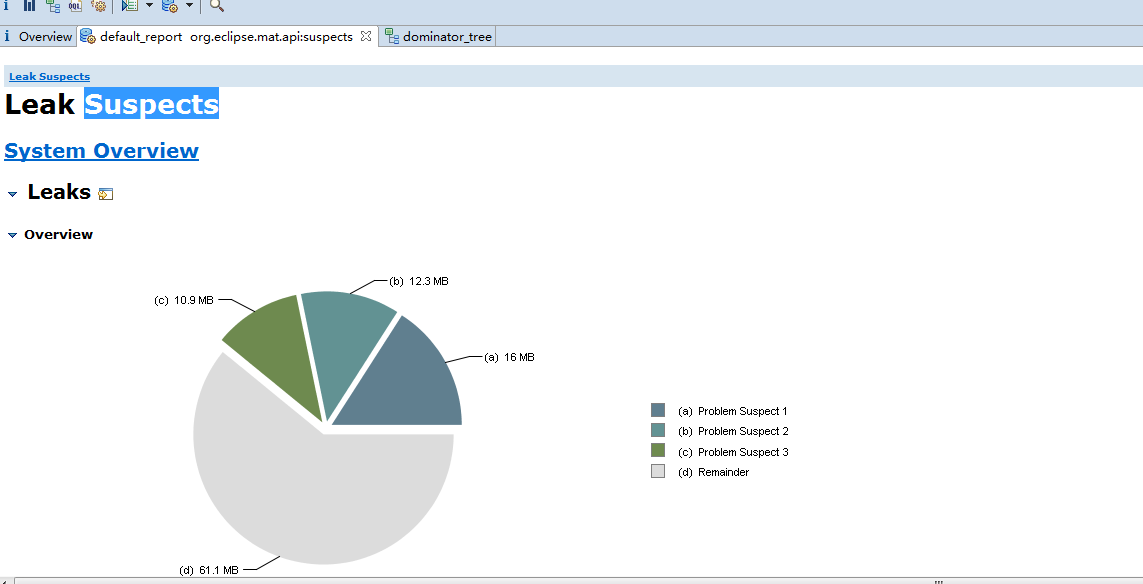 i OQL
i Overview default_report org.eclipse.mat.api:suspects dominator_tree
Leak Suspects
Leak Suspects
System Overview
Leaks
Overview
(b) 12.3 MB
(c) 10.9 MB
(a) 16 MB
(a) Problem Suspect 1
(b) Problem Suspect 2
(c) Problem Suspect 3
(d) Remainder
(d) 61.1 MB